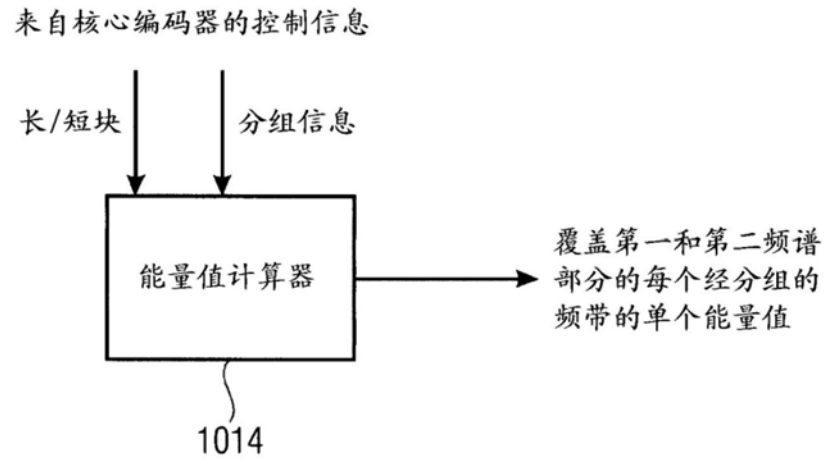 来自核心编码器的控制信息
长/短块
分组信息
能量值计算器
覆盖第一和第二频谱
部分的每个经分组的
频带的单个能量值
1014